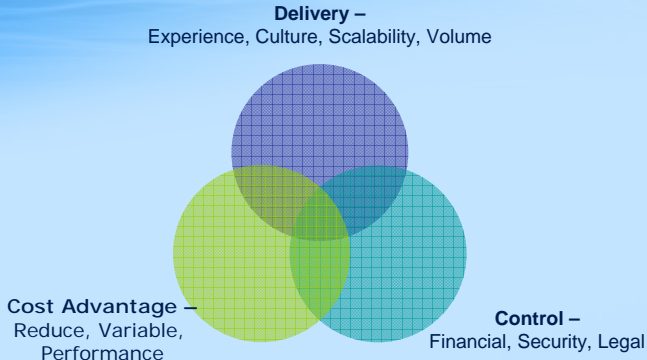 Delivery –
Experience, Culture, Scalability, Volume
Cost Advantage –
Reduce, Variable,
Performance
Control –
Financial, Security, Legal